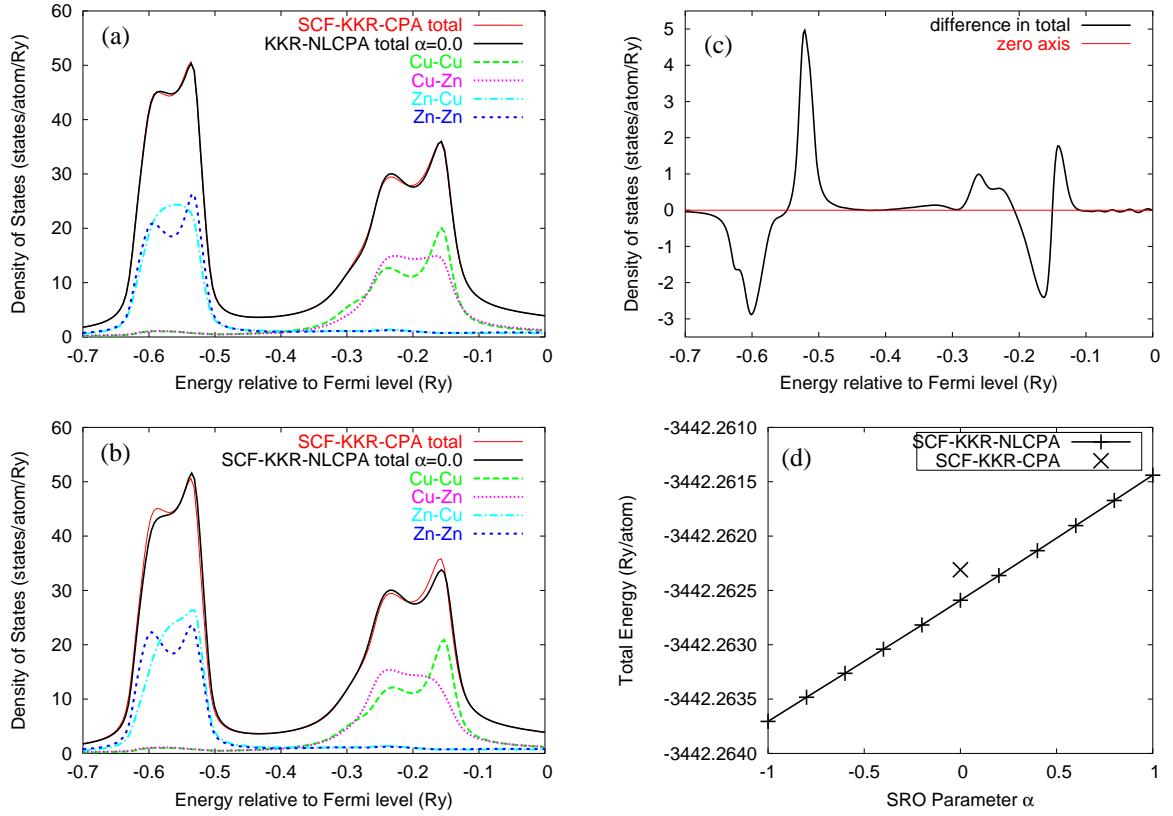 (a)
SCF-KKR-CPA total
KKR-NLCPA total α=0.0
Cu-Cu
Cu-Zn
Zn-Cu
Zn-Zn
Density of States (states/atom/Ry)
60
50
40
30
20
10
0
-0.7 -0.6 -0.5 -0.4 -0.3 -0.2 -0.1 0
Energy relative to Fermi level (Ry)
(c)
difference in total
zero axis
Density of states (states/atom/Ry)
5
4
3
2
1
0
-1
-2
-3
-0.7 -0.6 -0.5 -0.4 -0.3 -0.2 -0.1 0
Energy relative to Fermi level (Ry)
(b)
SCF-KKR-CPA total
SCF-KKR-NLCPA total α=0.0
Cu-Cu
Cu-Zn
Zn-Cu
Zn-Zn
Density of States (states/atom/Ry)
60
50
40
30
20
10
0
-0.7 -0.6 -0.5 -0.4 -0.3 -0.2 -0.1 0
Energy relative to Fermi level (Ry)
(d)
SCF-KKR-NLCPA
SCF-KKR-CPA
Total Energy (Ry/atom)
-3442.2610
-3442.2615
-3442.2620
-3442.2625
-3442.2630
-3442.2635
-3442.2640
-1 -0.5 0 0.5 1
SRO Parameter α